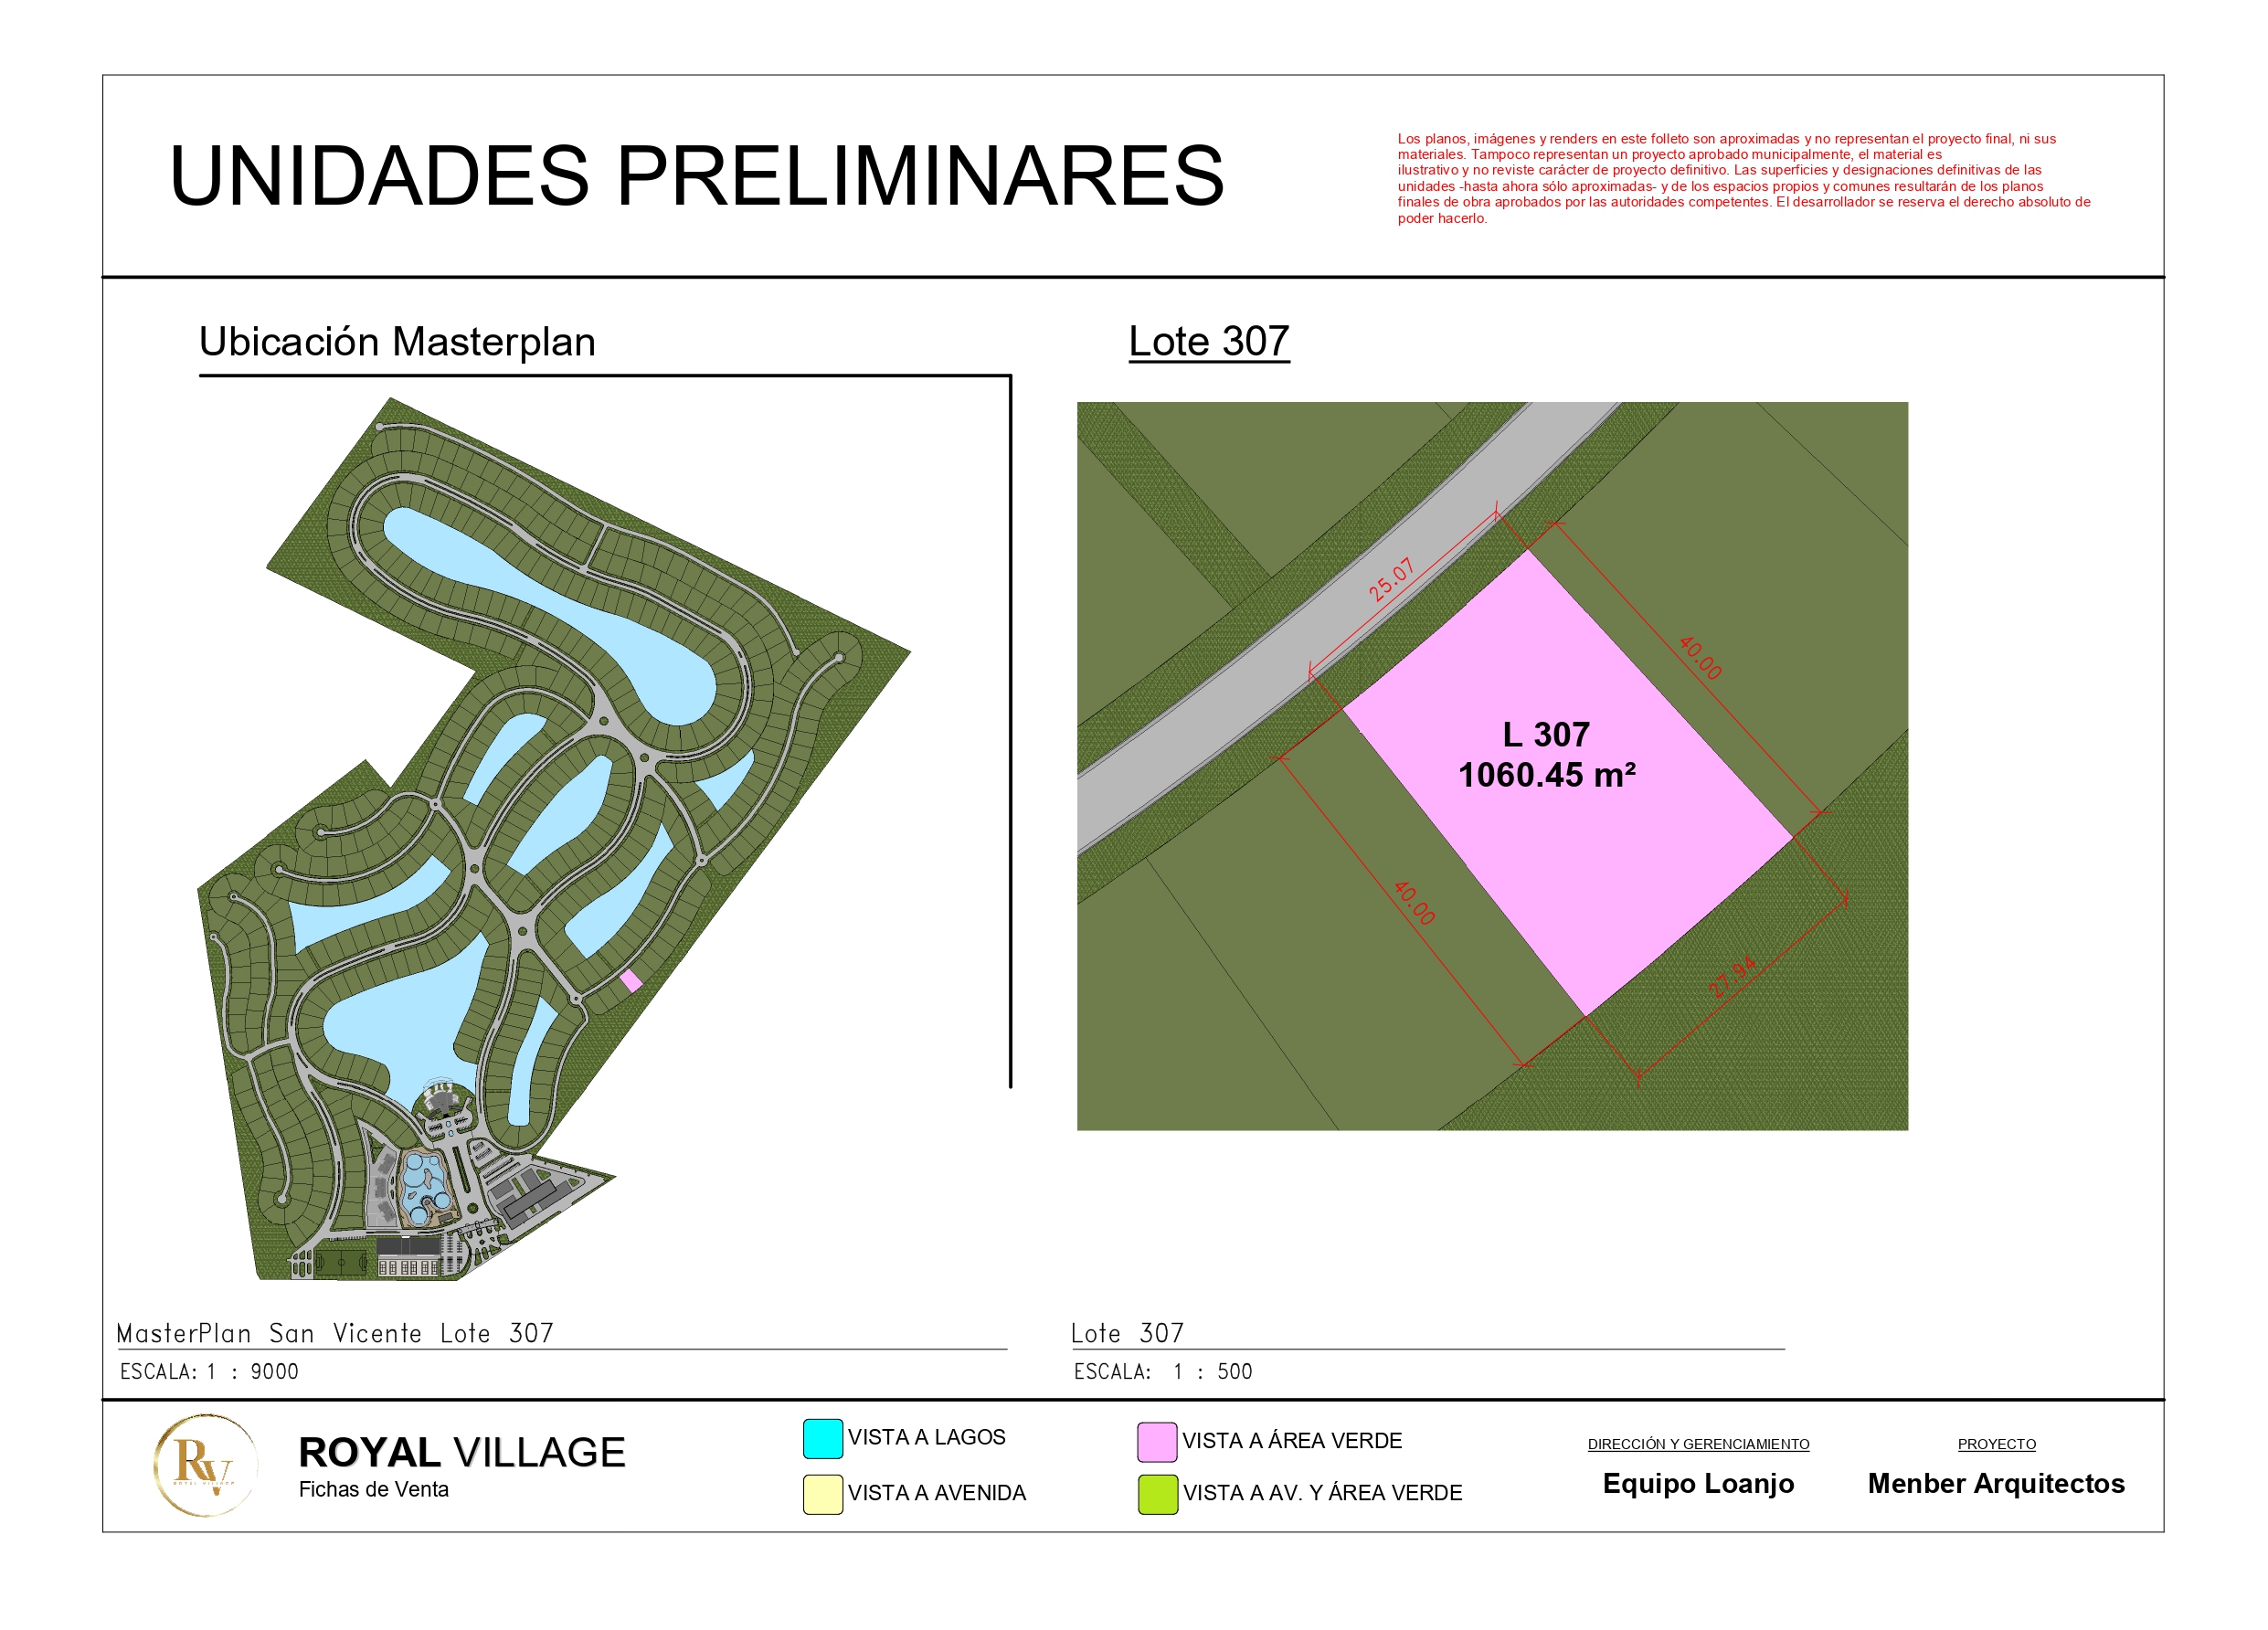 UNIDADES PRELIMINARES
Los planos, imágenes y renders en este folleto son aproximadas y no representan el proyecto final, ni sus
materiales. Tampoco representan un proyecto aprobado municipalmente, el material es
ilustrativo y no reviste carácter de proyecto definitivo. Las superficies y designaciones definitivas de las
unidades -hasta ahora sólo aproximadas- y de los espacios propios y comunes resultarán de los planos
finales de obra aprobados por las autoridades competentes. El desarrollador se reserva el derecho absoluto de
poder hacerlo.
Ubicación Masterplan
Lote 307
25.07
40.00
L 307
1060.45 m²
40.00
27.94
MasterPlan San Vicente Lote 307
ESCALA: 1 : 9000
Lote 307
ESCALA: 1 : 500
RV
ROYAL VILLAGE
ROYAL VILLAGE
Fichas de Venta
VISTA A LAGOS
VISTA A AVENIDA
VISTA A ÁREA VERDE
VISTA A AV. Y ÁREA VERDE
DIRECCIÓN Y GERENCIAMIENTO
Equipo Loanjo
PROYECTO
Menber Arquitectos